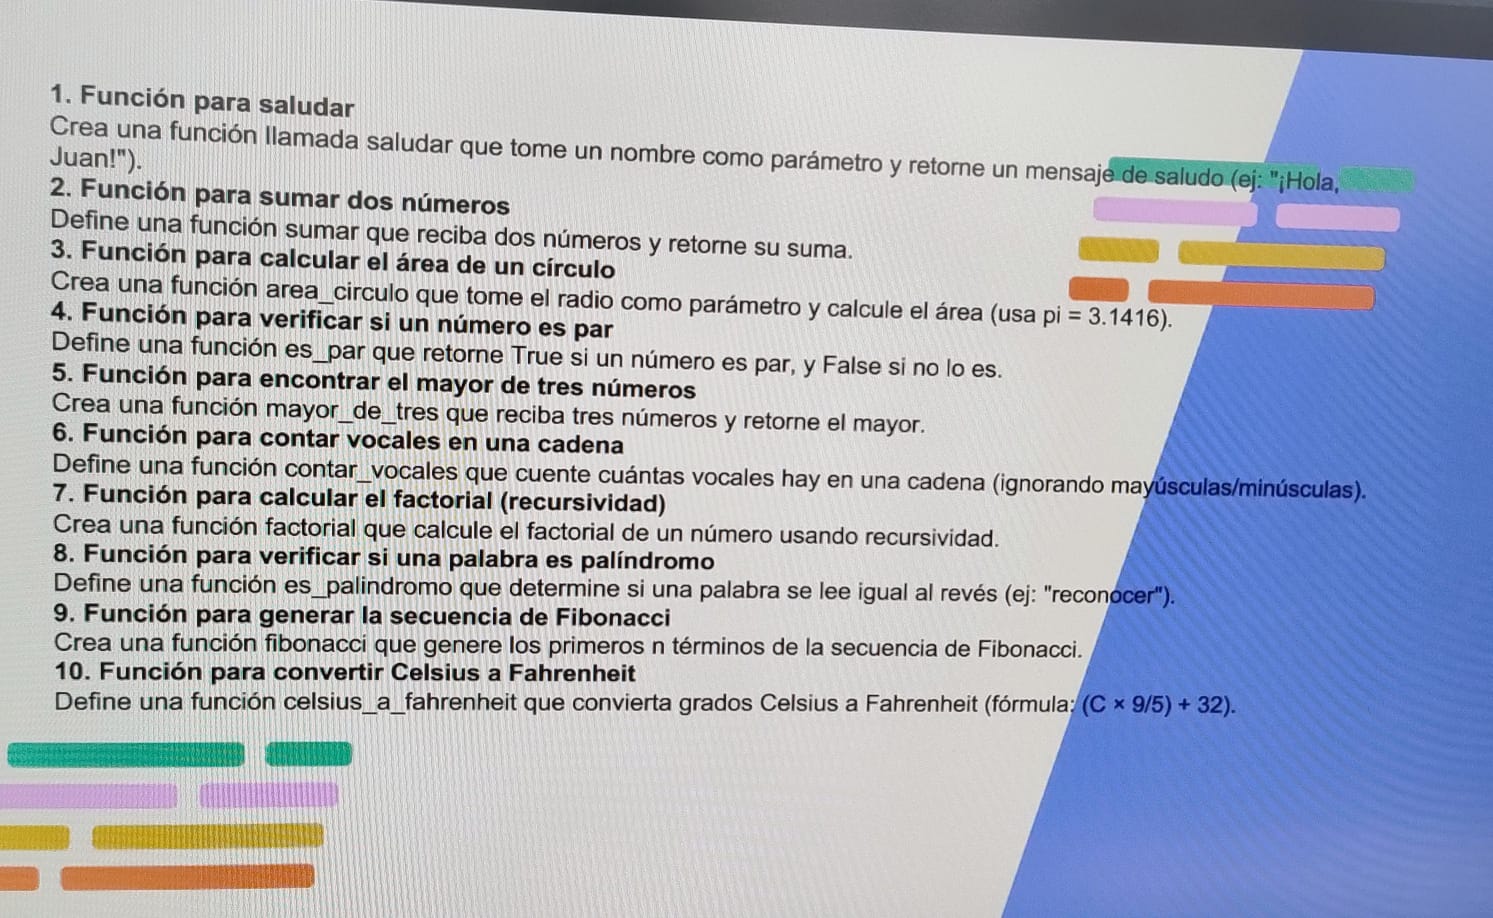 1. Función para saludar
Crea una función llamada saludar que tome un nombre como parámetro y retorne un mensaje de saludo (ej: "¡Hola,
Juan!").
2. Función para sumar dos números
Define una función sumar que reciba dos números y retorne su suma.
3. Función para calcular el área de un círculo
Crea una función area_circulo que tome el radio como parámetro y calcule el área (usa pi = 3.1416).
4. Función para verificar si un número es par
Define una función es_par que retorne True si un número es par, y False si no lo es.
5. Función para encontrar el mayor de tres números
Crea una función mayor_de_tres que reciba tres números y retorne el mayor.
6. Función para contar vocales en una cadena
Define una función contar_vocales que cuente cuántas vocales hay en una cadena (ignorando mayúsculas/minúsculas).
7. Función para calcular el factorial (recursividad)
Crea una función factorial que calcule el factorial de un número usando recursividad.
8. Función para verificar si una palabra es palíndromo
Define una función es_palindromo que determine si una palabra se lee igual al revés (ej: "reconocer").
9. Función para generar la secuencia de Fibonacci
Crea una función fibonacci que genere los primeros n términos de la secuencia de Fibonacci.
10. Función para convertir Celsius a Fahrenheit
Define una función celsius_a_fahrenheit que convierta grados Celsius a Fahrenheit (fórmula: (C × 9/5) + 32).